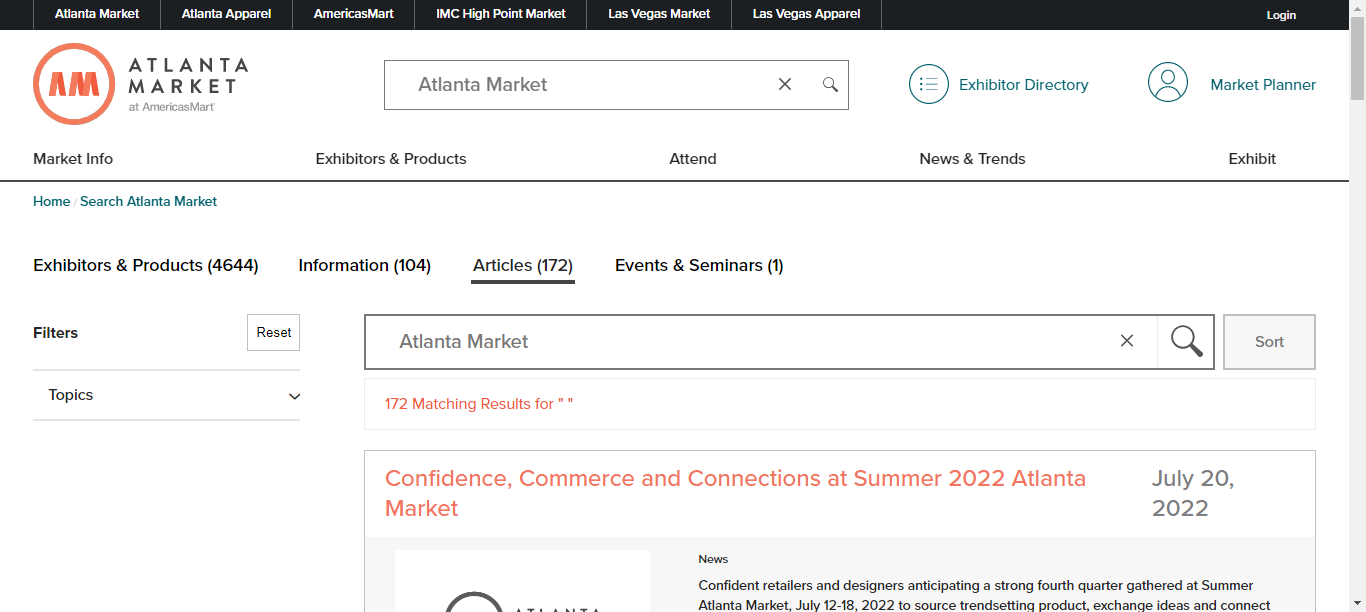 Atlanta Market Atlanta Apparel AmericasMart IMC High Point Market Las Vegas Market Las Vegas Apparel Login
ATLANTA
MARKET
at AmericasMart
Atlanta Market
Exhibitor Directory
Market Planner
Market Info Exhibitors & Products Attend News & Trends Exhibit
Home / Search Atlanta Market
Exhibitors & Products (4644) Information (104) Articles (172) Events & Seminars (1)
Filters
Reset
Topics
Atlanta Market
Sort
172 Matching Results for " "
Confidence, Commerce and Connections at Summer 2022 Atlanta
Market
July 20,
2022
News
Confident retailers and designers anticipating a strong fourth quarter gathered at Summer
Atlanta Market, July 12-18, 2022 to source trendsetting product, exchange ideas and connect